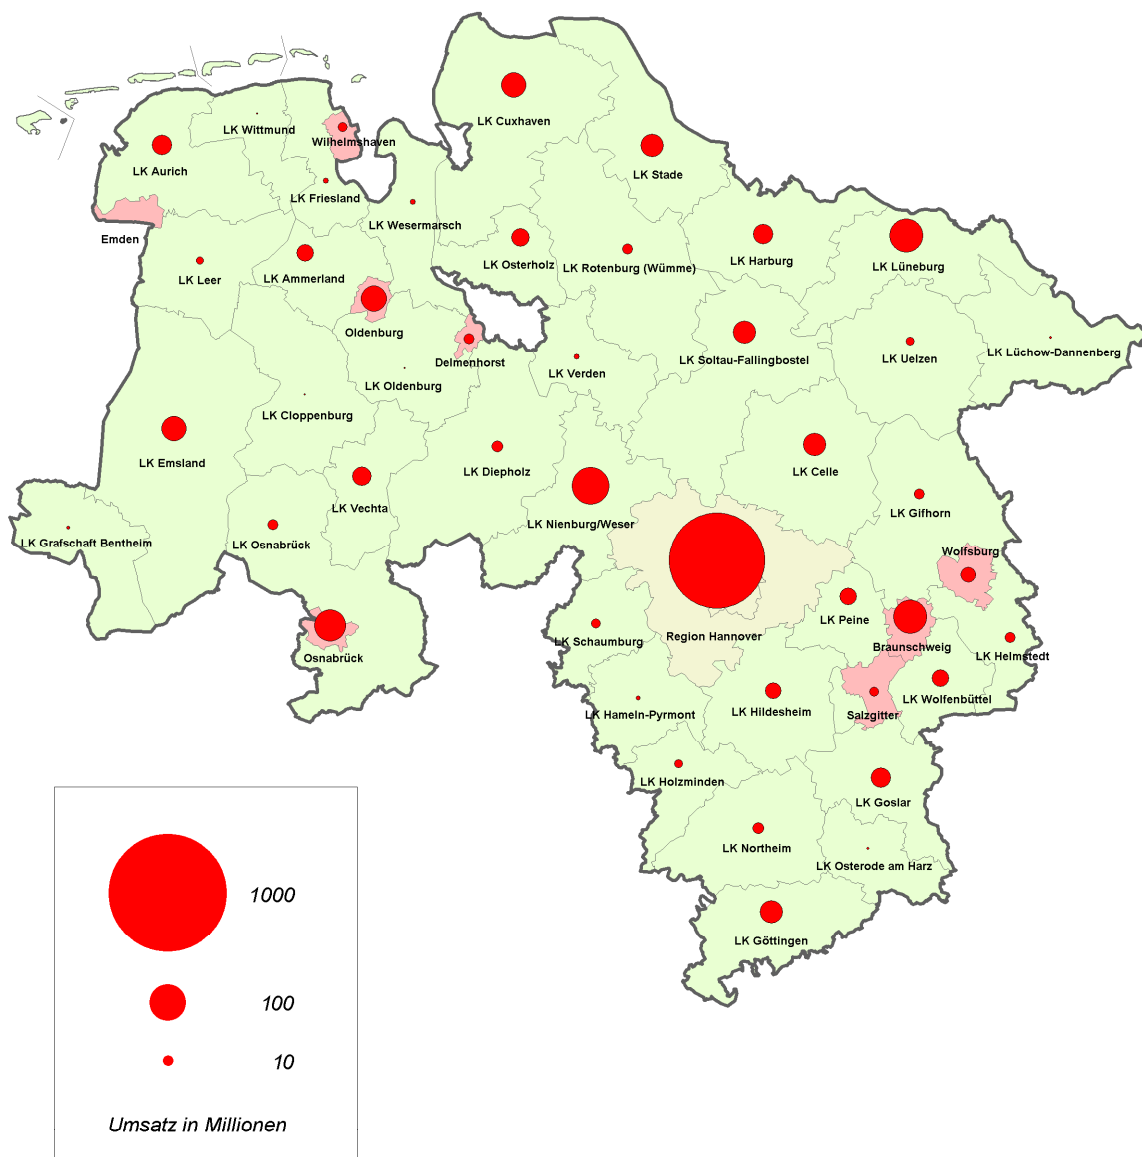 LK Cuxhaven
LK Wittmund
Wilhelmshaven
LK Aurich
LK Stade
LK Friesland
LK Wesermarsch
Emden
LK Osterholz
LK Rotenburg (Wümme)
LK Harburg
LK Lüneburg
LK Leer
LK Ammerland
Oldenburg
Delmenhorst
LK Soltau-Fallingbostel
LK Uelzen
LK Lüchow-Dannenberg
LK Verden
LK Oldenburg
LK Cloppenburg
LK Emsland
LK Diepholz
LK Celle
LK Vechta
LK Gifhorn
LK Nienburg/Weser
LK Grafschaft Bentheim
LK Osnabrück
Wolfsburg
LK Peine
LK Schaumburg
Region Hannover
Braunschweig
LK Helmstedt
Osnabrück
LK Wolfenbüttel
LK Hameln-Pyrmont
LK Hildesheim
Salzgitter
LK Holzminden
LK Goslar
LK Northeim
LK Osterode am Harz
LK Göttingen
1000
100
10
Umsatz in Millionen